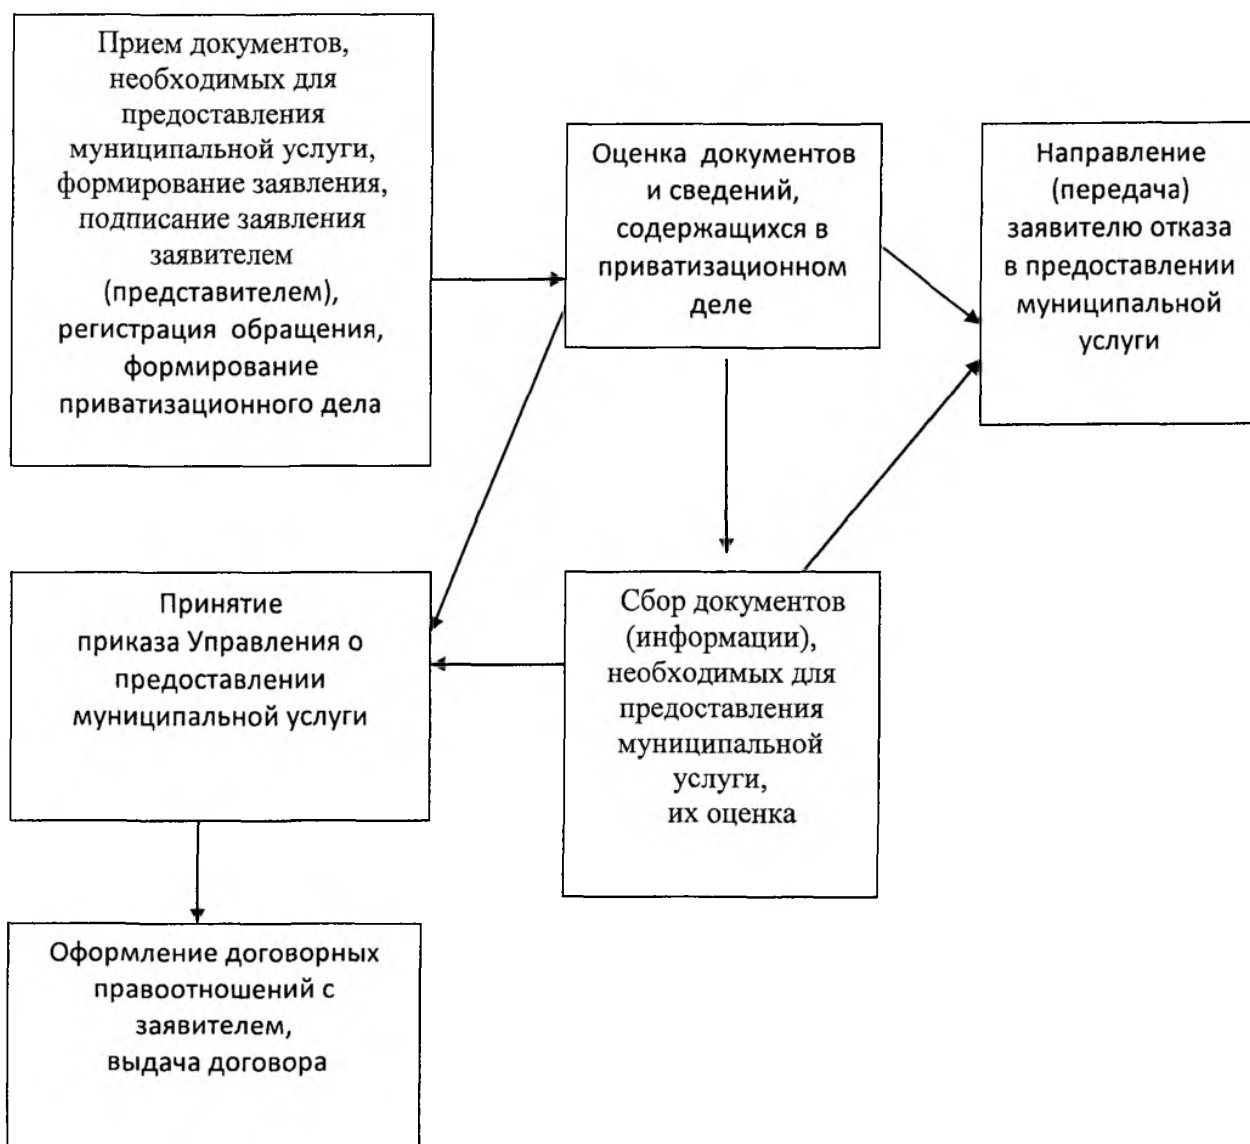 Прием документов,
необходимых для
предоставления
муниципальной услуги,
формирование заявления,
подписание заявления
заявителем
(представителем),
регистрация обращения,
формирование
приватизационного дела
Оценка документов
и сведений,
содержащихся в
приватизационном
деле
Направление
(передача)
заявителю отказа
в предоставлении
муниципальной
услуги
Принятие
приказа Управления о
предоставлении
муниципальной услуги
Сбор документов
(информации),
необходимых для
предоставления
муниципальной
услуги,
их оценка
Оформление договорных
правоотношений с
заявителем,
выдача договора